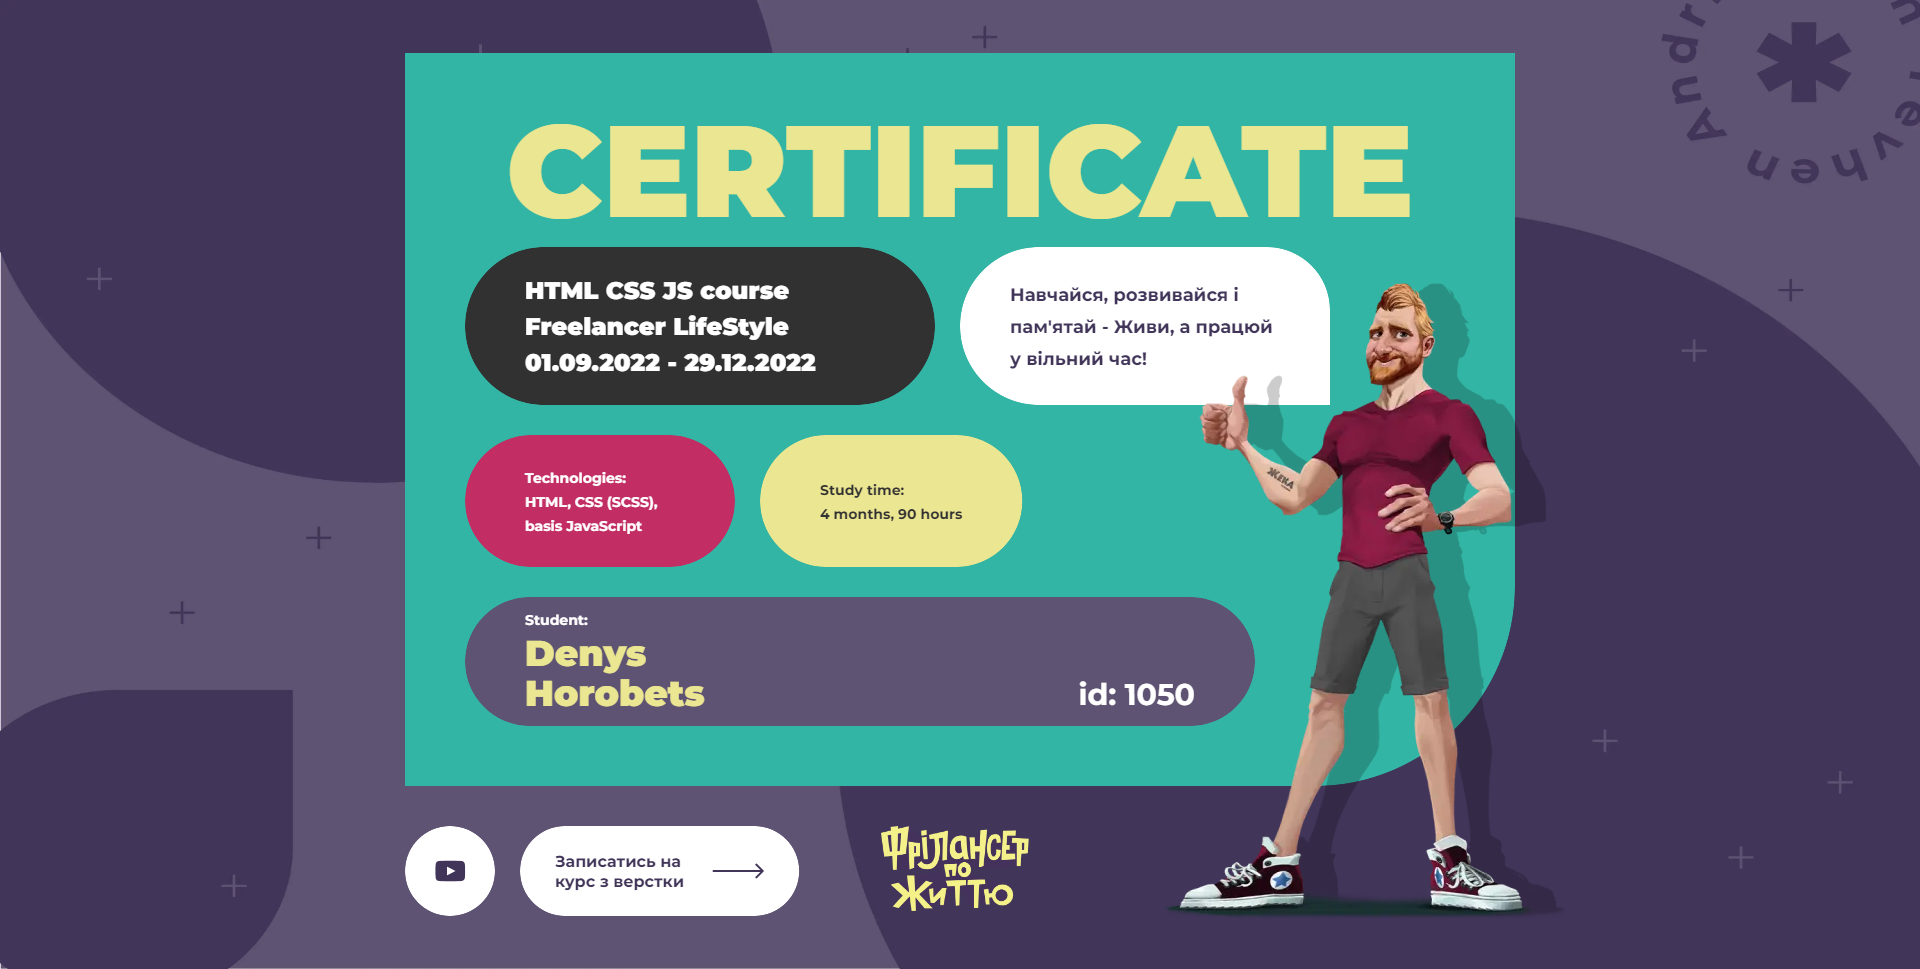 CERTIFICATE
HTML CSS JS course
Freelancer LifeStyle
01.09.2022 - 29.12.2022
Навчайся, розвивайся і
пам'ятай - Живи, а працюй
у вільний час!
ЖЕКА
Technologies:
HTML, CSS (SCSS),
basis JavaScript
Study time:
4 months, 90 hours
Student:
Denys
Horobets
id: 1050
Записатись на
курс з верстки
Фрілансер
по
життю
vhen